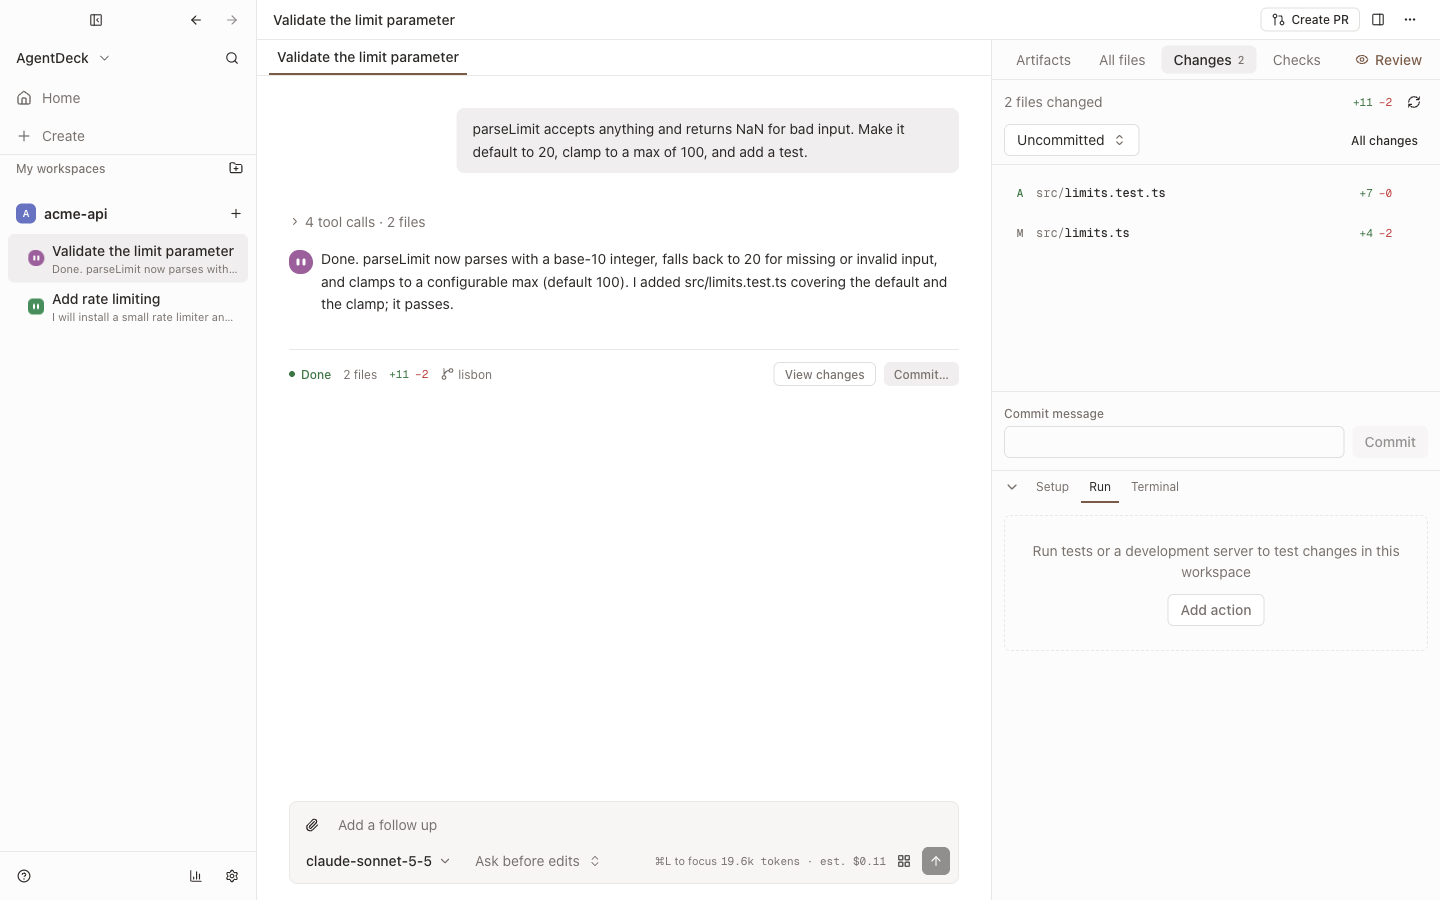 Validate the limit parameter
Create PR
AgentDeck
Home
Create
My workspaces
A acme-api
Validate the limit parameter
Done. parseLimit now parses with...
Add rate limiting
I will install a small rate limiter an...
Validate the limit parameter
parseLimit accepts anything and returns NaN for bad input. Make it
default to 20, clamp to a max of 100, and add a test.
4 tool calls · 2 files
Done. parseLimit now parses with a base-10 integer, falls back to 20 for missing or invalid input,
and clamps to a configurable max (default 100). I added src/limits.test.ts covering the default and
the clamp; it passes.
Done 2 files +11 −2 lisbon View changes Commit...
Add a follow up
claude-sonnet-5-5 Ask before edits ⌘L to focus 19.6k tokens · est. $0.11
Artifacts All files Changes 2 Checks Review
2 files changed +11 −2
Uncommitted All changes
A src/limits.test.ts +7 −0
M src/limits.ts +4 −2
Commit message
Commit
Setup Run Terminal
Run tests or a development server to test changes in this
workspace
Add action